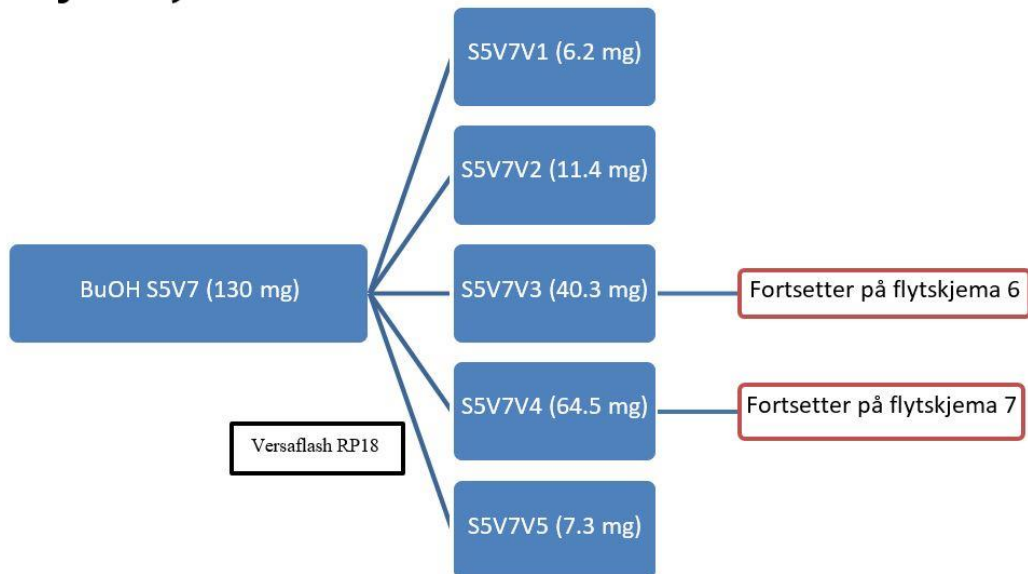 S5V7V1 (6.2 mg)
S5V7V2 (11.4 mg)
BuOH S5V7 (130 mg)
S5V7V3 (40.3 mg)
Fortsetter på flytskjema 6
S5V7V4 (64.5 mg)
Fortsetter på flytskjema 7
Versaflash RP18
S5V7V5 (7.3 mg)